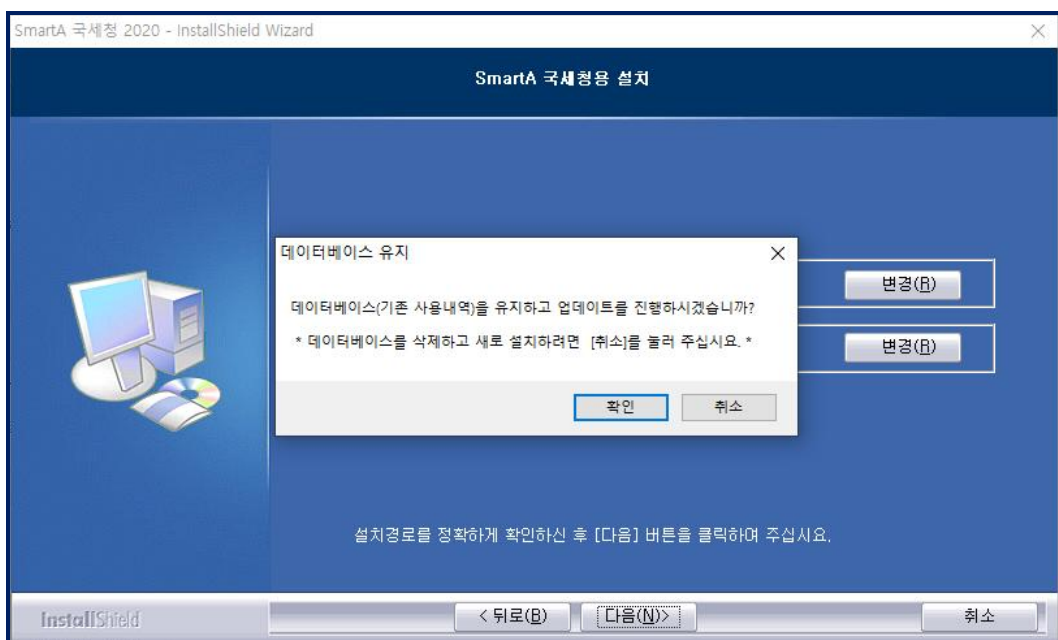 SmartA 국세청 2020 - InstallShield Wizard
SmartA 국세청용 설치
데이터베이스 유지
데이터베이스(기존 사용내역)을 유지하고 업데이트를 진행하시겠습니까?
* 데이터베이스를 삭제하고 새로 설치하려면 [취소]를 눌러 주십시요. *
확인
취소
변경(R)
변경(R)
설치경로를 정확하게 확인하신 후 [다음] 버튼을 클릭하여 주십시요.
InstallShield
< 뒤로(B)
다음(N)>
취소